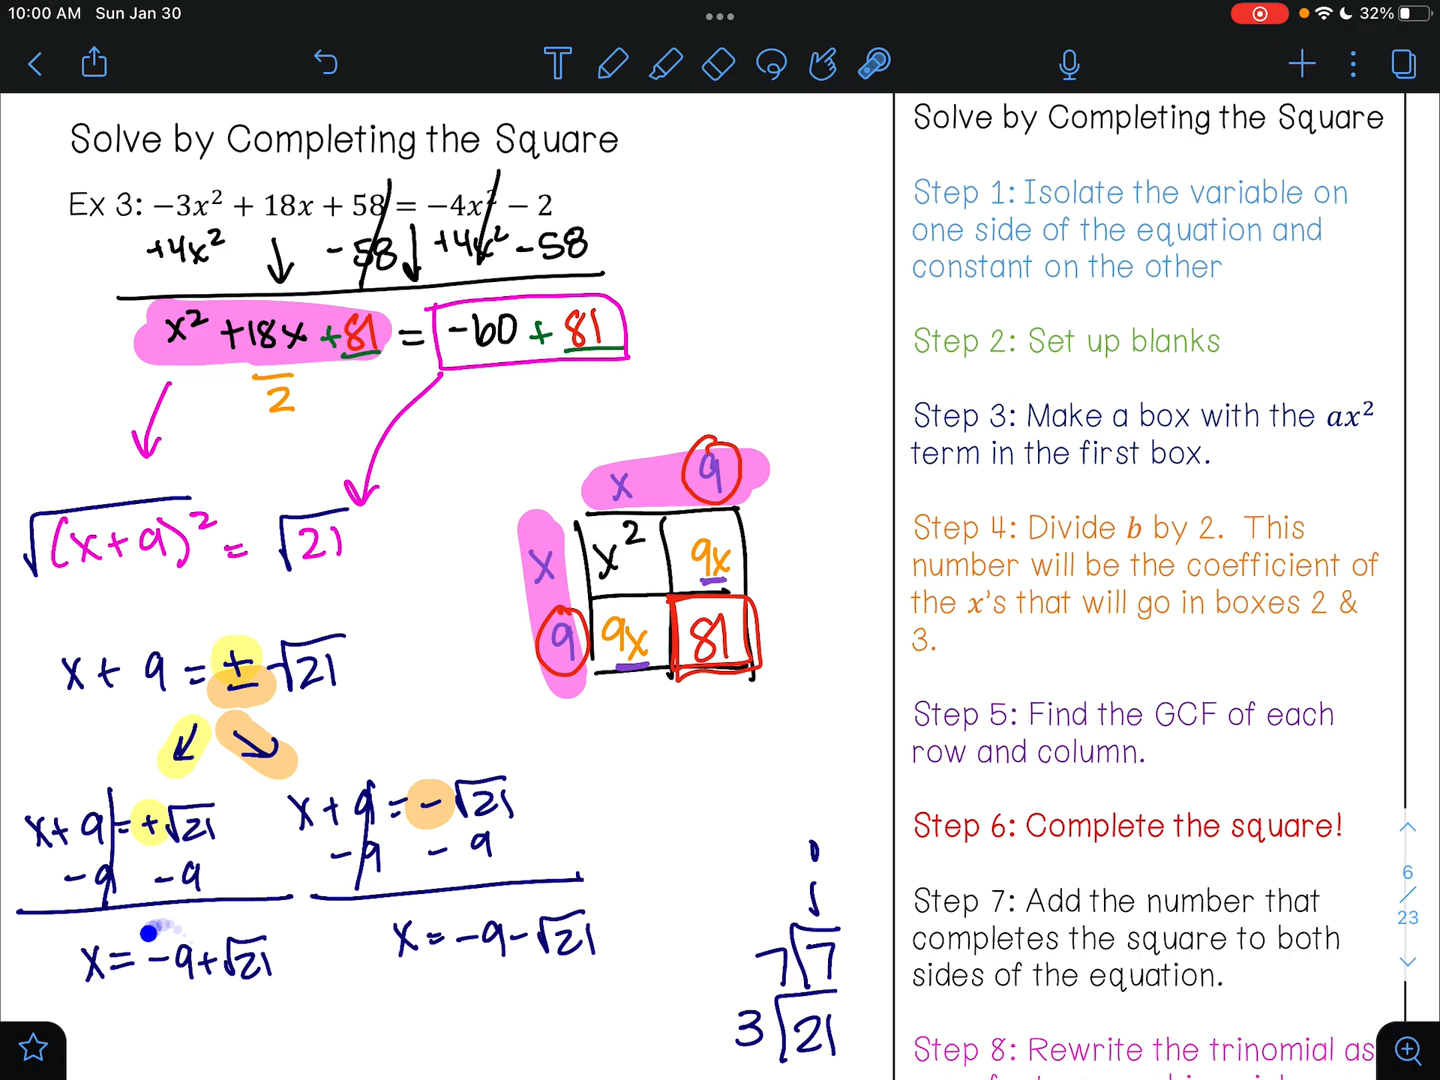 10:00 AM Sun Jan 30
32%
Solve by Completing the Square
Ex 3: −3x² + 18x + 58 = −4x² − 2
+4x² - 58 +4x² - 58
x² + 18x + 81 = -60 + 81
2
√(x+9)² = √21
x + 9 = ± √21
x+9 = +√21
-9 -9
x = -9+√21
x + 9 = -√21
-9 - 9
x = -9-√21
x 9
x x² 9x
9 9x 81
1
7√7
3√21
Solve by Completing the Square
Step 1: Isolate the variable on
one side of the equation and
constant on the other
Step 2: Set up blanks
Step 3: Make a box with the ax²
term in the first box.
Step 4: Divide b by 2. This
number will be the coefficient of
the x's that will go in boxes 2 &
3.
Step 5: Find the GCF of each
row and column.
Step 6: Complete the square!
Step 7: Add the number that
completes the square to both
sides of the equation.
Step 8: Rewrite the trinomial as
6
/
23